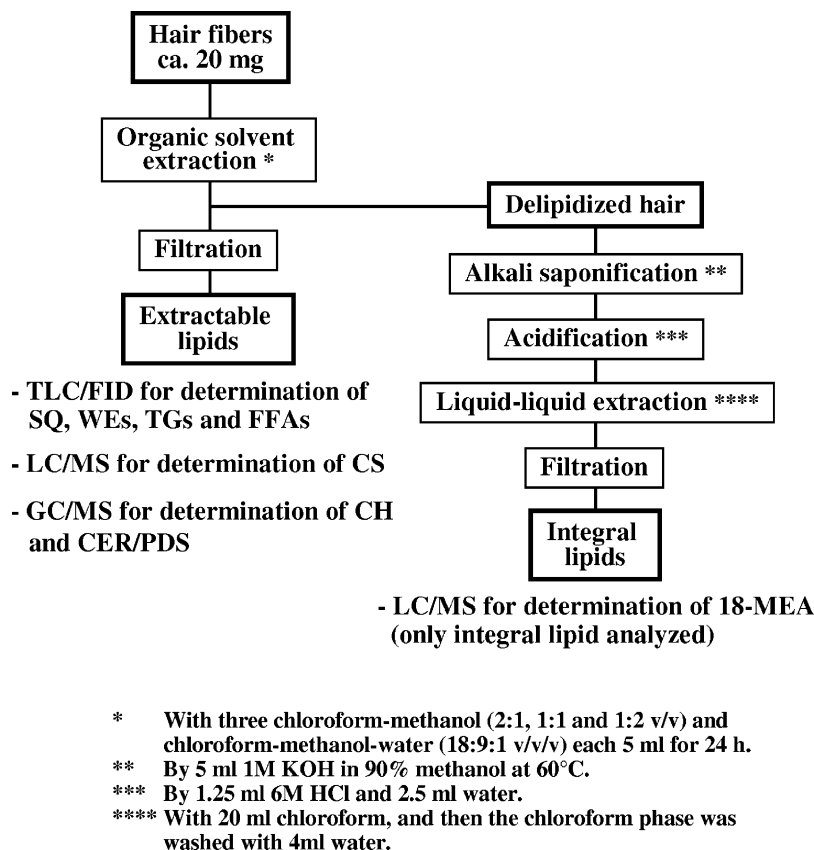 Hair fibers
ca. 20 mg
Organic solvent
extraction *
Filtration
Extractable
lipids
- TLC/FID for determination of
SQ, WEs, TGs and FFAs
- LC/MS for determination of CS
- GC/MS for determination of CH
and CER/PDS
Delipidized hair
Alkali saponification **
Acidification ***
Liquid-liquid extraction ****
Filtration
Integral
lipids
- LC/MS for determination of 18-MEA
(only integral lipid analyzed)
* With three chloroform-methanol (2:1, 1:1 and 1:2 v/v) and
chloroform-methanol-water (18:9:1 v/v/v) each 5 ml for 24 h.
** By 5 ml 1M KOH in 90% methanol at 60°C.
*** By 1.25 ml 6M HCl and 2.5 ml water.
**** With 20 ml chloroform, and then the chloroform phase was
washed with 4ml water.